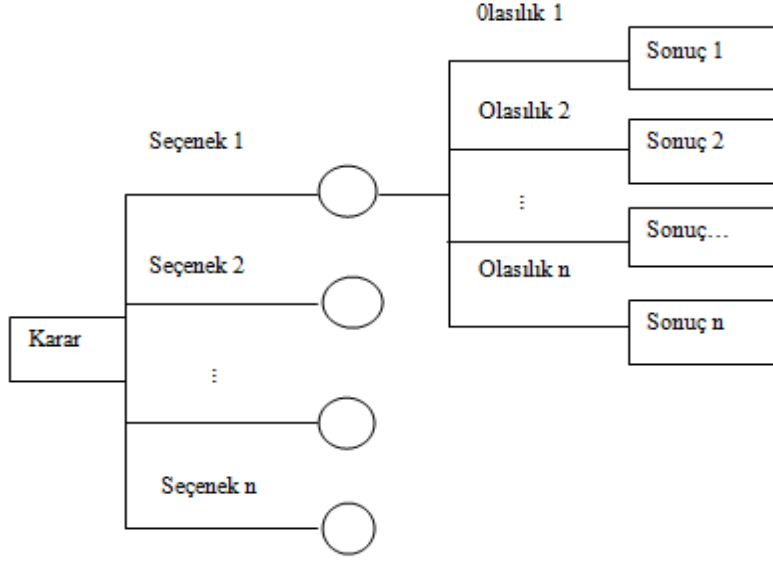 0lasılık 1
Sonuç 1
Olasılık 2
Seçenek 1
Sonuç 2
⋮
Sonuç…
Seçenek 2
Olasılık n
Sonuç n
Karar
⋮
Seçenek n